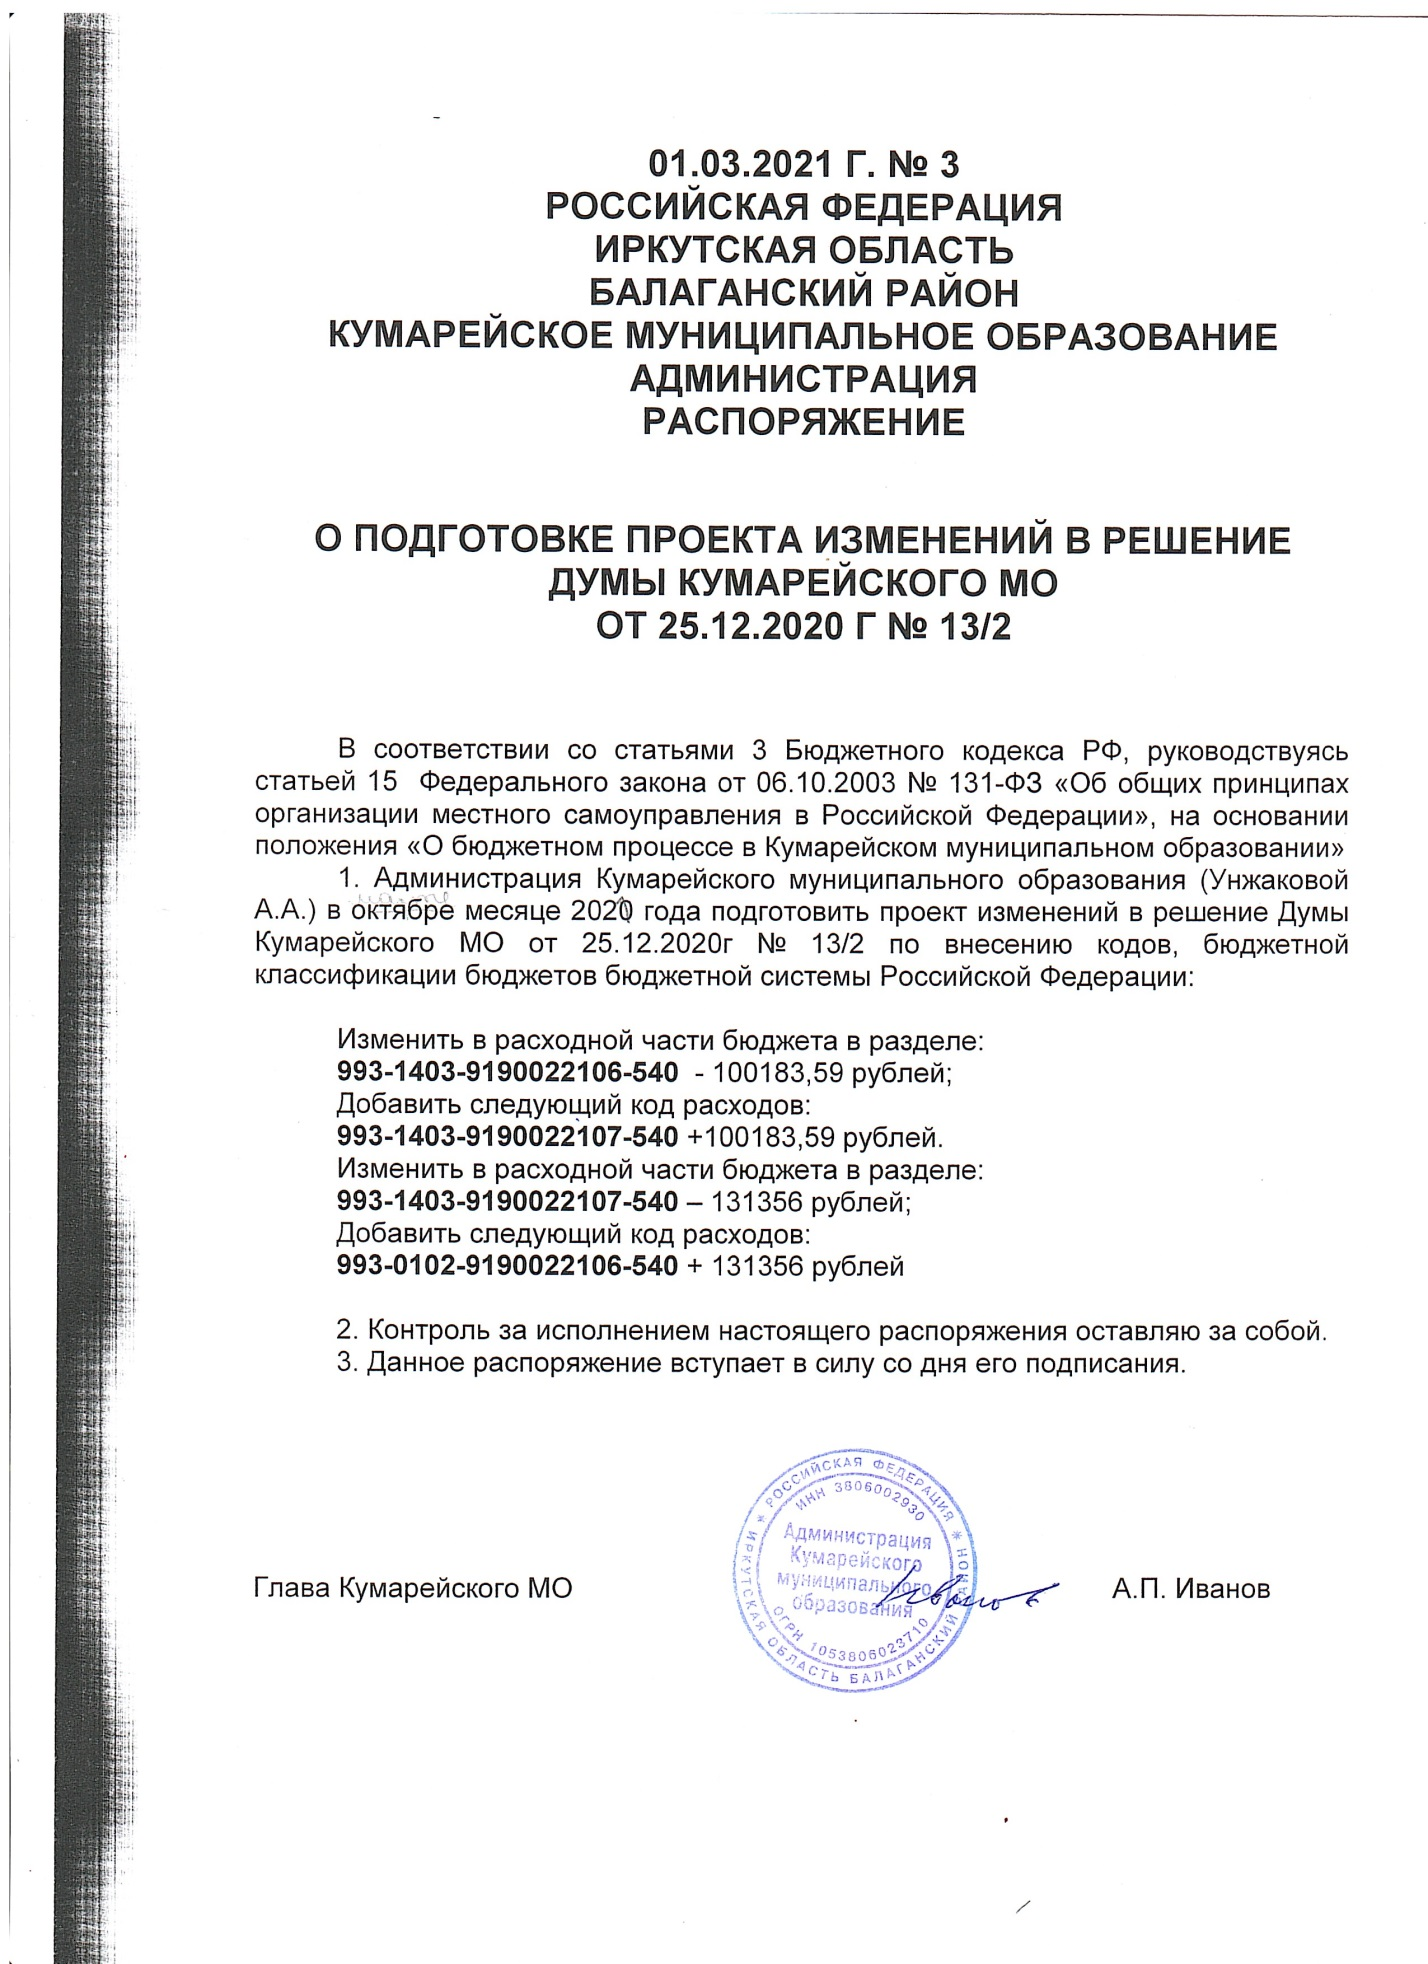 01.03.2021 Г. № 3
РОССИЙСКАЯ ФЕДЕРАЦИЯ
ИРКУТСКАЯ ОБЛАСТЬ
БАЛАГАНСКИЙ РАЙОН
КУМАРЕЙСКОЕ МУНИЦИПАЛЬНОЕ ОБРАЗОВАНИЕ
АДМИНИСТРАЦИЯ
РАСПОРЯЖЕНИЕ
О ПОДГОТОВКЕ ПРОЕКТА ИЗМЕНЕНИЙ В РЕШЕНИЕ
ДУМЫ КУМАРЕЙСКОГО МО
ОТ 25.12.2020 Г № 13/2
В соответствии со статьями 3 Бюджетного кодекса РФ, руководствуясь
статьей 15 Федерального закона от 06.10.2003 № 131-ФЗ «Об общих принципах
организации местного самоуправления в Российской Федерации», на основании
положения «О бюджетном процессе в Кумарейском муниципальном образовании»
1. Администрация Кумарейского муниципального образования (Унжаковой
марте
А.А.) в октябре месяце 2020 года подготовить проект изменений в решение Думы
Кумарейского МО от 25.12.2020г № 13/2 по внесению кодов, бюджетной
классификации бюджетов бюджетной системы Российской Федерации:
Изменить в расходной части бюджета в разделе:
993-1403-9190022106-540 - 100183,59 рублей;
Добавить следующий код расходов:
993-1403-9190022107-540 +100183,59 рублей.
Изменить в расходной части бюджета в разделе:
993-1403-9190022107-540 – 131356 рублей;
Добавить следующий код расходов:
993-0102-9190022106-540 + 131356 рублей
2. Контроль за исполнением настоящего распоряжения оставляю за собой.
3. Данное распоряжение вступает в силу со дня его подписания.
Глава Кумарейского МО
РОССИЙСКАЯ ФЕДЕРАЦИЯ * ИРКУТСКАЯ ОБЛАСТЬ БАЛАГАНСКИЙ РАЙОН *
ИНН 3806002930
Администрация
Кумарейского
муниципального
образования
ОГРН 1053806023710
А.П. Иванов